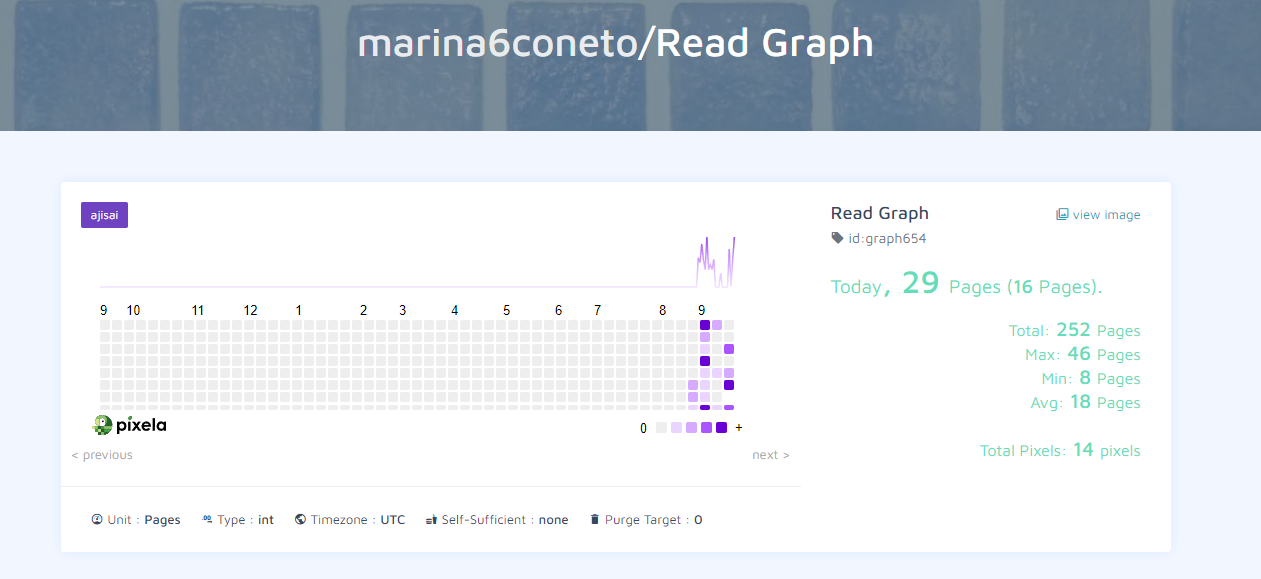 marina6coneto/Read Graph
ajisai
9 10 11 12 1 2 3 4 5 6 7 8 9
pixela
0 +
< previous next >
Unit : Pages Type : int Timezone : UTC Self-Sufficient : none Purge Target : 0
Read Graph view image
id:graph654
Today, 29 Pages (16 Pages).
Total: 252 Pages
Max: 46 Pages
Min: 8 Pages
Avg: 18 Pages
Total Pixels: 14 pixels